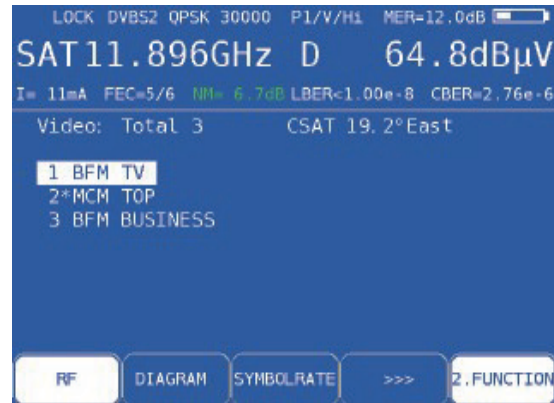 LOCK DVBS2 QPSK 30000 P1/V/Hi MER=12.0dB
SAT 11.896GHz D 64.8dBµV
I= 11mA FEC=5/6 NM= 6.7dB LBER<1.00e-8 CBER=2.76e-6
Video: Total 3 CSAT 19.2°East
1 BFM TV
2*MCM TOP
3 BFM BUSINESS
RF DIAGRAM SYMBOLRATE >>> 2.FUNCTION